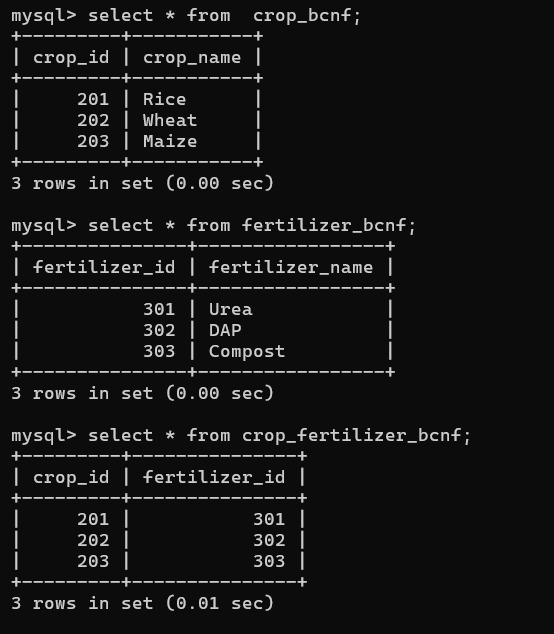 mysql> select * from  crop_bcnf;
+---------+-----------+
| crop_id | crop_name |
+---------+-----------+
|     201 | Rice      |
|     202 | Wheat     |
|     203 | Maize     |
+---------+-----------+
3 rows in set (0.00 sec)

mysql> select * from fertilizer_bcnf;
+---------------+-----------------+
| fertilizer_id | fertilizer_name |
+---------------+-----------------+
|           301 | Urea            |
|           302 | DAP             |
|           303 | Compost         |
+---------------+-----------------+
3 rows in set (0.00 sec)

mysql> select * from crop_fertilizer_bcnf;
+---------+---------------+
| crop_id | fertilizer_id |
+---------+---------------+
|     201 |           301 |
|     202 |           302 |
|     203 |           303 |
+---------+---------------+
3 rows in set (0.01 sec)